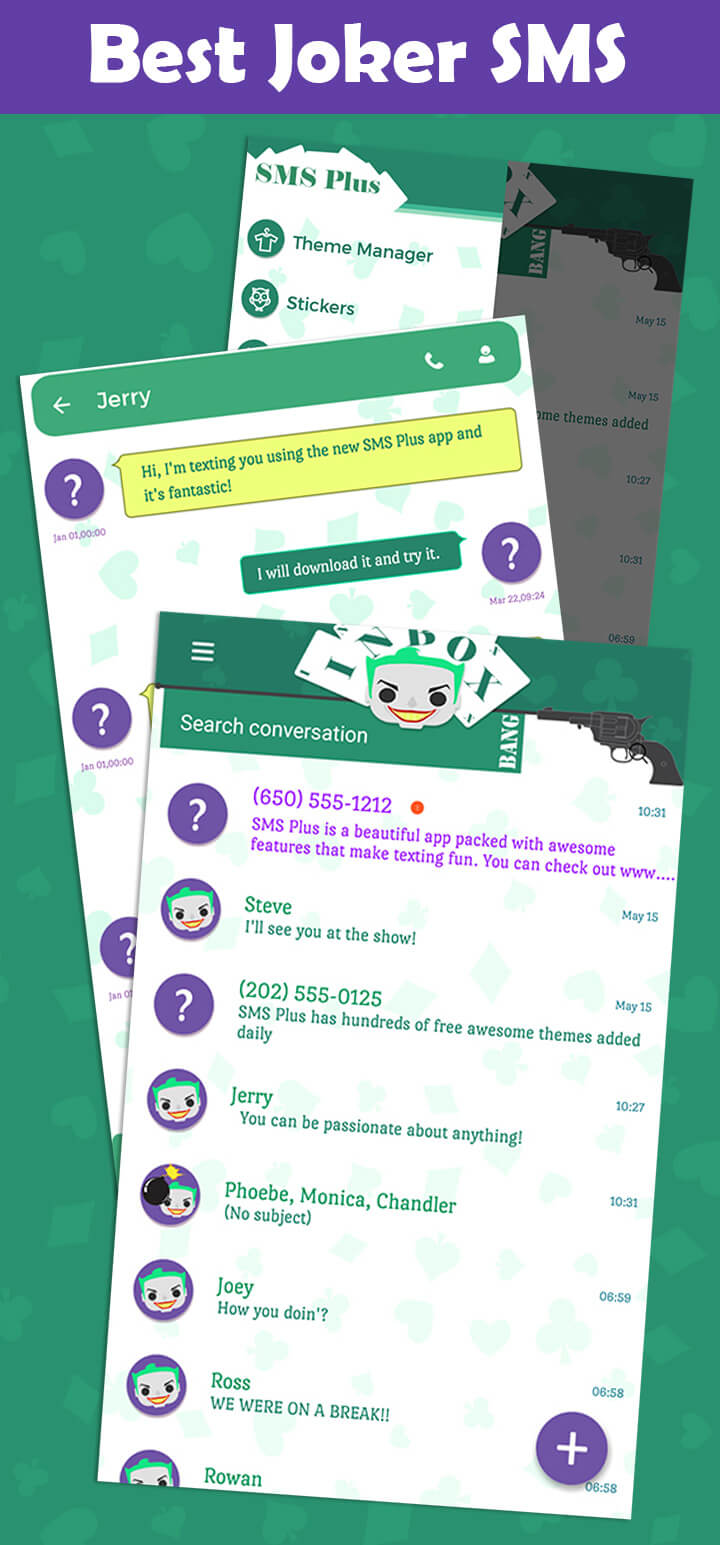 Best Joker SMS
SMS Plus
Theme Manager
Stickers
BANG
May 15
May 15
ome themes added
10:27
10:31
06:59
Jerry
?
Hi, I'm texting you using the new SMS Plus app and
it's fantastic!
Jan 01,00:00
I will download it and try it.
?
Mar 22,09:24
?
Jan 01,00:00
?
Jan 01
INBOX
Search conversation
BANG
?
(650) 555-1212
10:31
SMS Plus is a beautiful app packed with awesome
features that make texting fun. You can check out www....
Steve
May 15
I'll see you at the show!
?
(202) 555-0125
May 15
SMS Plus has hundreds of free awesome themes added
daily
Jerry
10:27
You can be passionate about anything!
Phoebe, Monica, Chandler
10:31
(No subject)
Joey
06:59
How you doin'?
Ross
06:58
WE WERE ON A BREAK!!
+
Rowan
06:58